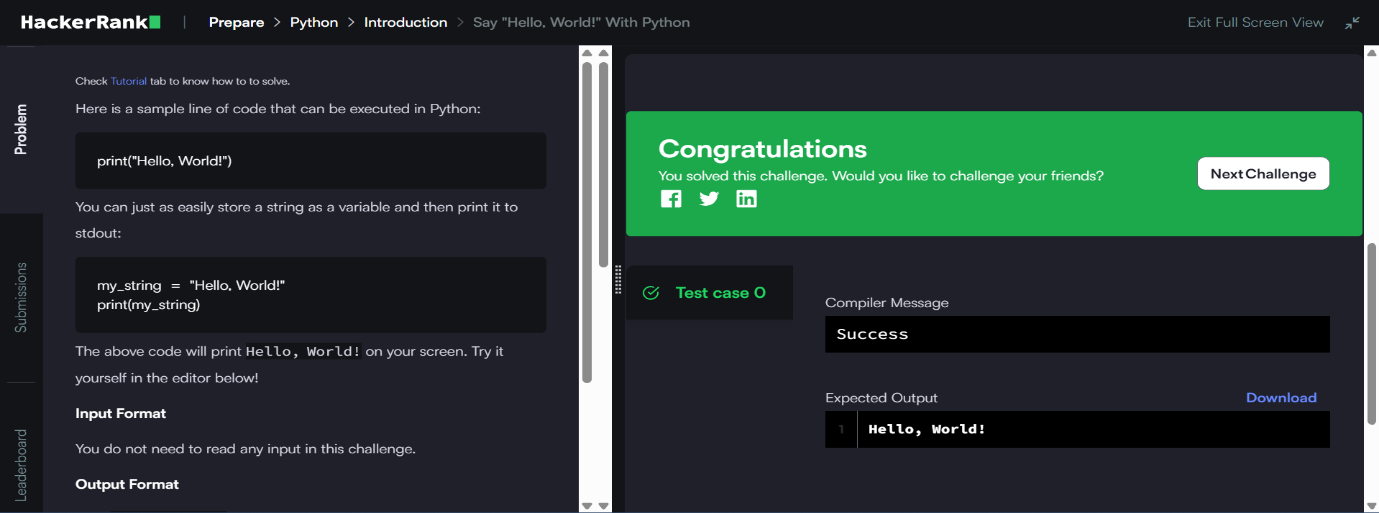 HackerRank | Prepare > Python > Introduction > Say "Hello, World!" With Python
Exit Full Screen View
Problem
Submissions
Leaderboard
Check Tutorial tab to know how to to solve.
Here is a sample line of code that can be executed in Python:
print("Hello, World!")
You can just as easily store a string as a variable and then print it to
stdout:
my_string = "Hello, World!"
print(my_string)
The above code will print Hello, World! on your screen. Try it
yourself in the editor below!
Input Format
You do not need to read any input in this challenge.
Output Format
Congratulations
You solved this challenge. Would you like to challenge your friends?
Next Challenge
Test case 0
Compiler Message
Success
Expected Output
Download
1 Hello, World!